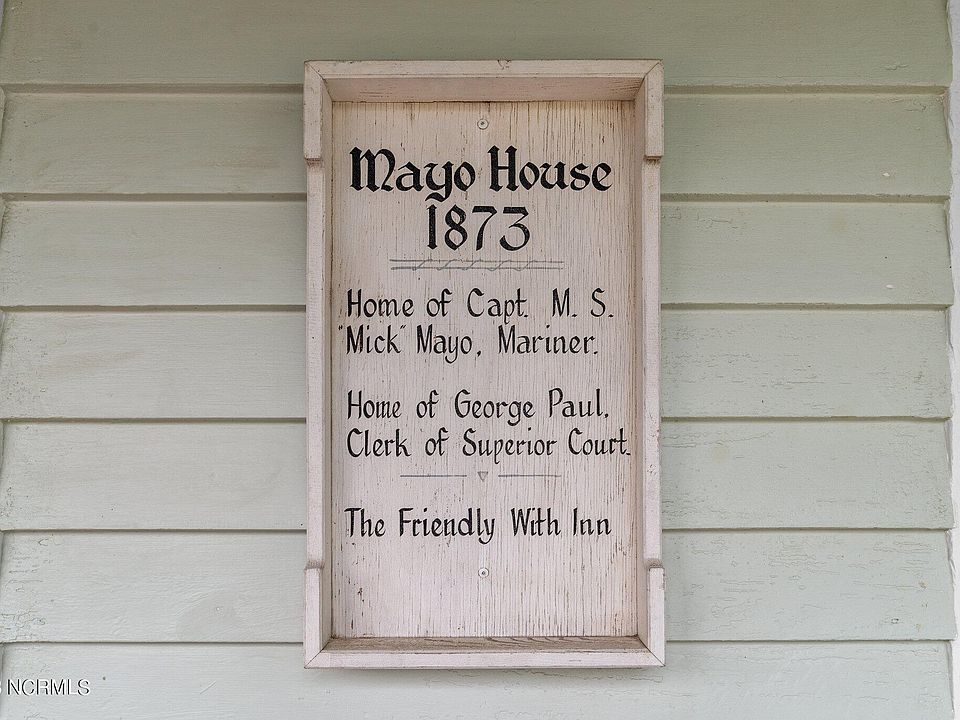 Mayo House
1873
Home of Capt. M. S.
"Mick" Mayo, Mariner.
Home of George Paul,
Clerk of Superior Court.
The Friendly With Inn
NCRMLS